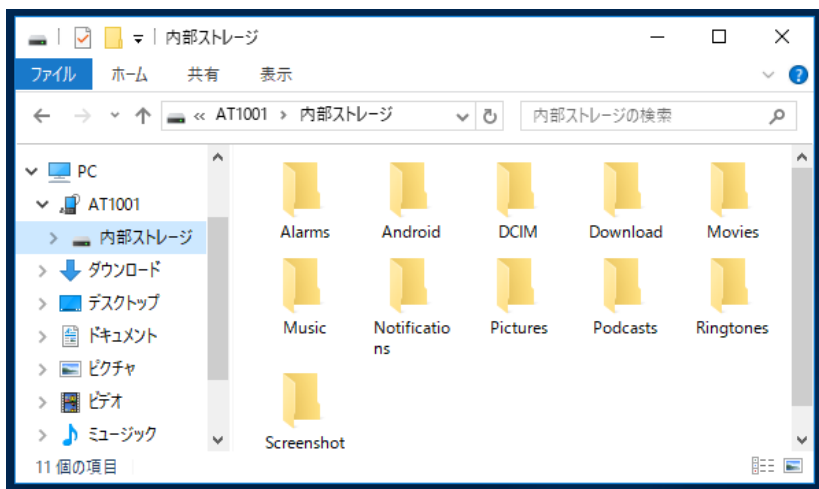 内部ストレージ
ファイル ホーム 共有 表示
« AT1001 › 内部ストレージ 内部ストレージの検索
PC
AT1001
内部ストレージ
ダウンロード
デスクトップ
ドキュメント
ピクチャ
ビデオ
ミュージック
Alarms Android DCIM Download Movies
Music Notificatio Pictures Podcasts Ringtones
ns
Screenshot
11 個の項目